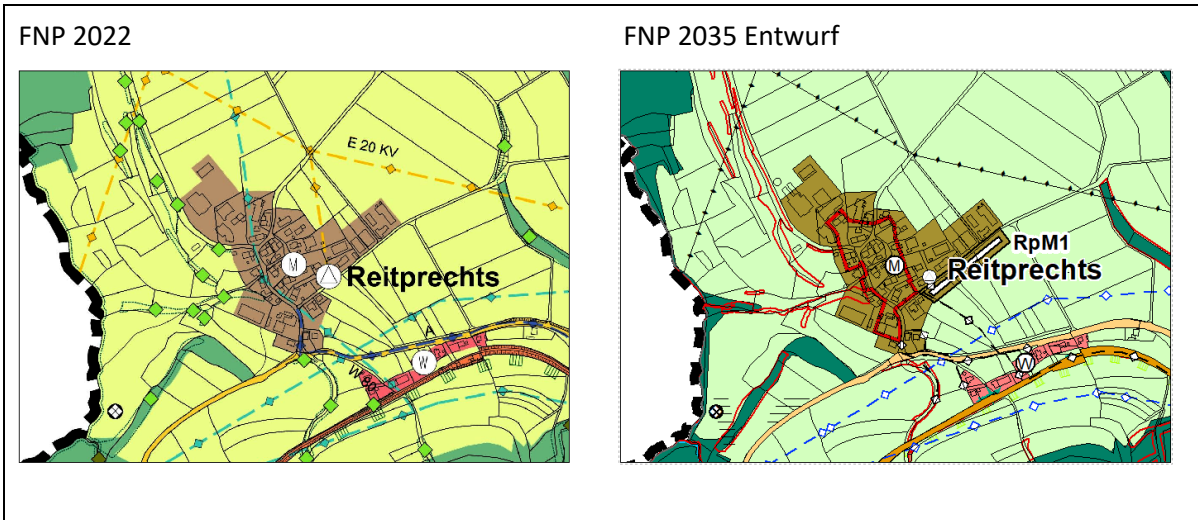 FNP 2022
FNP 2035 Entwurf
E 20 KV
M
Reitprechts
A
W
W 80
RpM1
M
Reitprechts
W